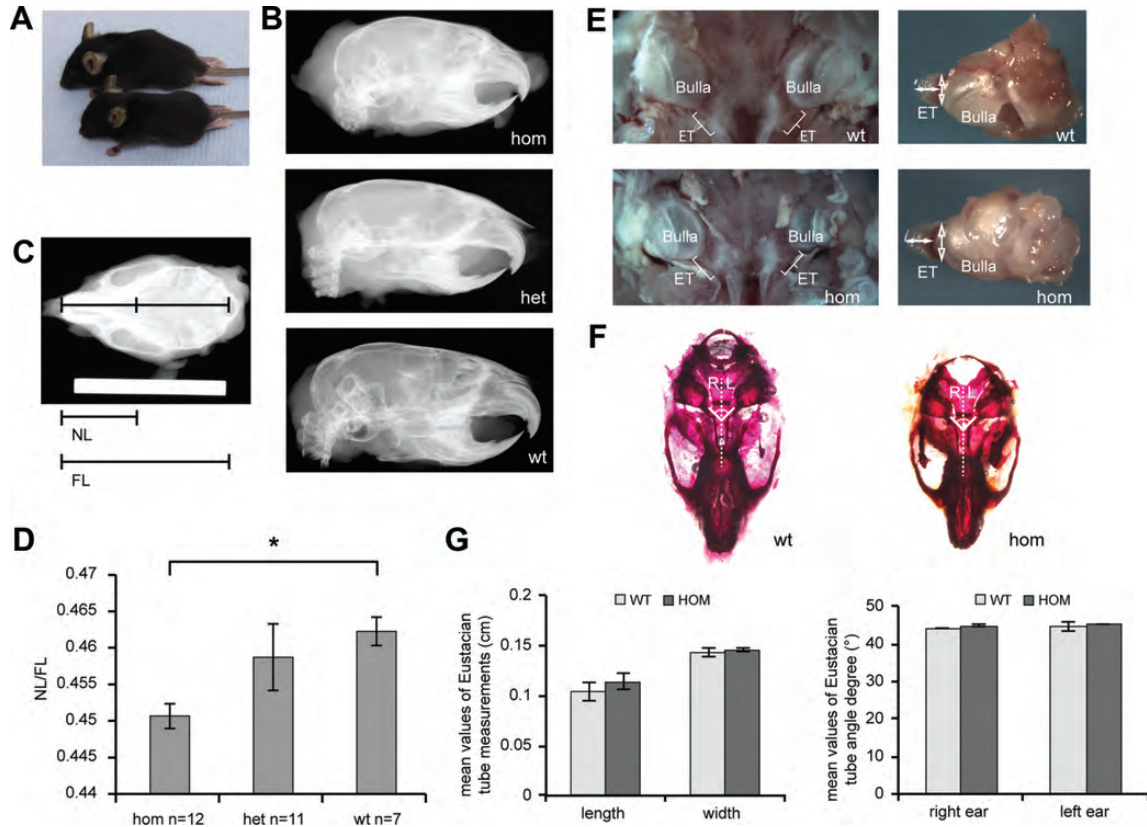 A
B
hom
het
wt
C
NL
FL
D
*
0.47
0.465
0.46
0.455
0.45
0.445
0.44
NL/FL
hom n=12
het n=11
wt n=7
E
Bulla
Bulla
ET
ET
wt
ET
Bulla
wt
Bulla
Bulla
ET
ET
hom
ET
Bulla
hom
F
R L
wt
R L
hom
G
mean values of Eustacian
tube measurements (cm)
WT HOM
0.2
0.15
0.1
0.05
0
length width
mean values of Eustacian
tube angle degree (°)
WT HOM
50
40
30
20
10
0
right ear left ear